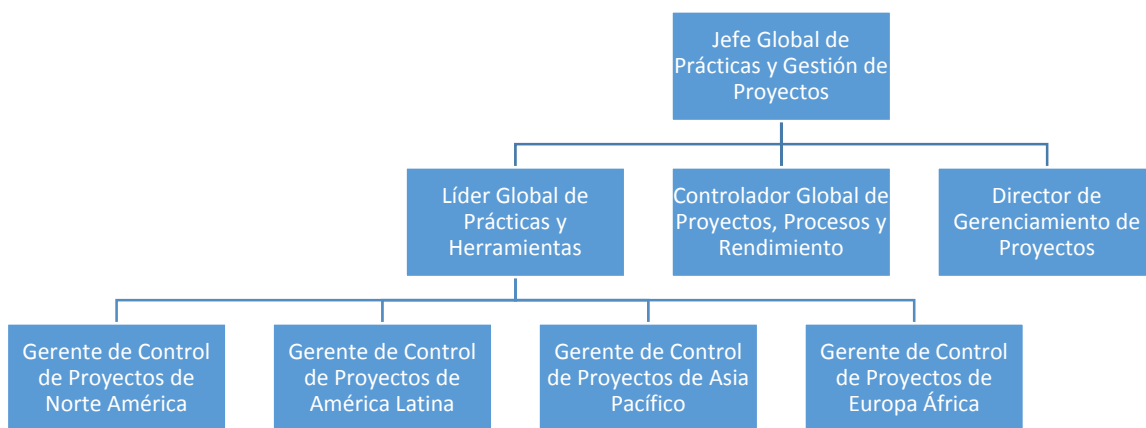 Jefe Global de
Prácticas y Gestión de
Proyectos
Líder Global de
Prácticas y
Herramientas
Controlador Global de
Proyectos, Procesos y
Rendimiento
Director de
Gerenciamiento de
Proyectos
Gerente de Control
de Proyectos de
Norte América
Gerente de Control
de Proyectos de
América Latina
Gerente de Control
de Proyectos de Asia
Pacífico
Gerente de Control
de Proyectos de
Europa África